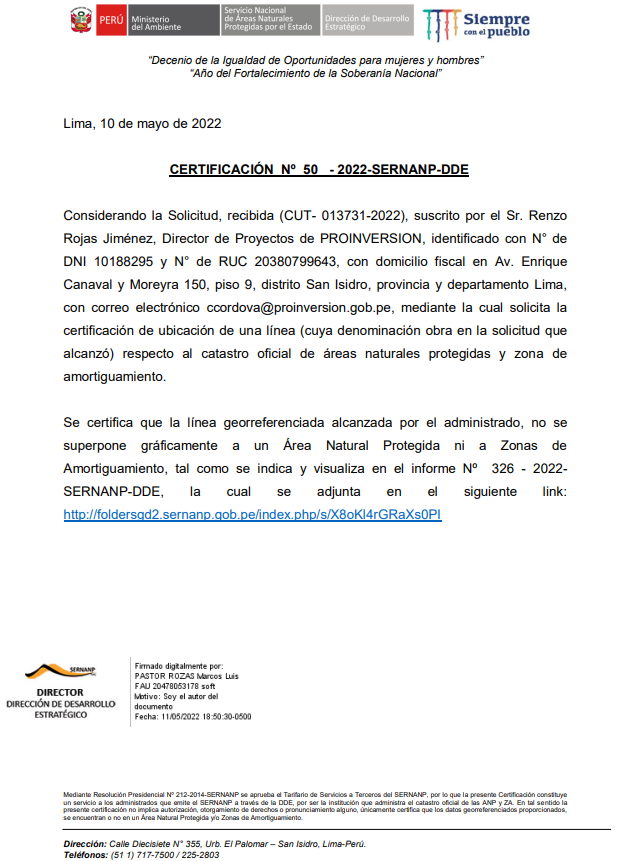 PERÚ
Ministerio
del Ambiente
Servicio Nacional
de Áreas Naturales
Protegidas por el Estado
Dirección de Desarrollo
Estratégico
Siempre
con el pueblo
“Decenio de la Igualdad de Oportunidades para mujeres y hombres”
“Año del Fortalecimiento de la Soberanía Nacional”
Lima, 10 de mayo de 2022
CERTIFICACIÓN Nº 50 - 2022-SERNANP-DDE
Considerando la Solicitud, recibida (CUT- 013731-2022), suscrito por el Sr. Renzo
Rojas Jiménez, Director de Proyectos de PROINVERSION, identificado con N° de
DNI 10188295 y N° de RUC 20380799643, con domicilio fiscal en Av. Enrique
Canaval y Moreyra 150, piso 9, distrito San Isidro, provincia y departamento Lima,
con correo electrónico ccordova@proinversion.gob.pe, mediante la cual solicita la
certificación de ubicación de una línea (cuya denominación obra en la solicitud que
alcanzó) respecto al catastro oficial de áreas naturales protegidas y zona de
amortiguamiento.
Se certifica que la línea georreferenciada alcanzada por el administrado, no se
superpone gráficamente a un Área Natural Protegida ni a Zonas de
Amortiguamiento, tal como se indica y visualiza en el informe Nº 326 - 2022-
SERNANP-DDE, la cual se adjunta en el siguiente link:
http://foldersgd2.sernanp.gob.pe/index.php/s/X8oKl4rGRaXs0Pl
SERNANP
DIRECTOR
DIRECCIÓN DE DESARROLLO
ESTRATÉGICO
Firmado digitalmente por:
PASTOR ROZAS Marcos Luis
FAU 20478053178 soft
Motivo: Soy el autor del
documento
Fecha: 11/05/2022 18:50:30-0500
Mediante Resolución Presidencial Nº 212-2014-SERNANP se aprueba el Tarifario de Servicios a Terceros del SERNANP, por lo que la presente Certificación constituye
un servicio a los administrados que emite el SERNANP a través de la DDE, por ser la institución que administra el catastro oficial de las ANP y ZA. En tal sentido la
presente certificación no implica autorización, otorgamiento de derechos o pronunciamiento alguno, únicamente certifica que los datos georreferenciados proporcionados,
se encuentran o no en un Área Natural Protegida y/o Zonas de Amortiguamiento.
Dirección: Calle Diecisiete N° 355, Urb. El Palomar – San Isidro, Lima-Perú.
Teléfonos: (51 1) 717-7500 / 225-2803